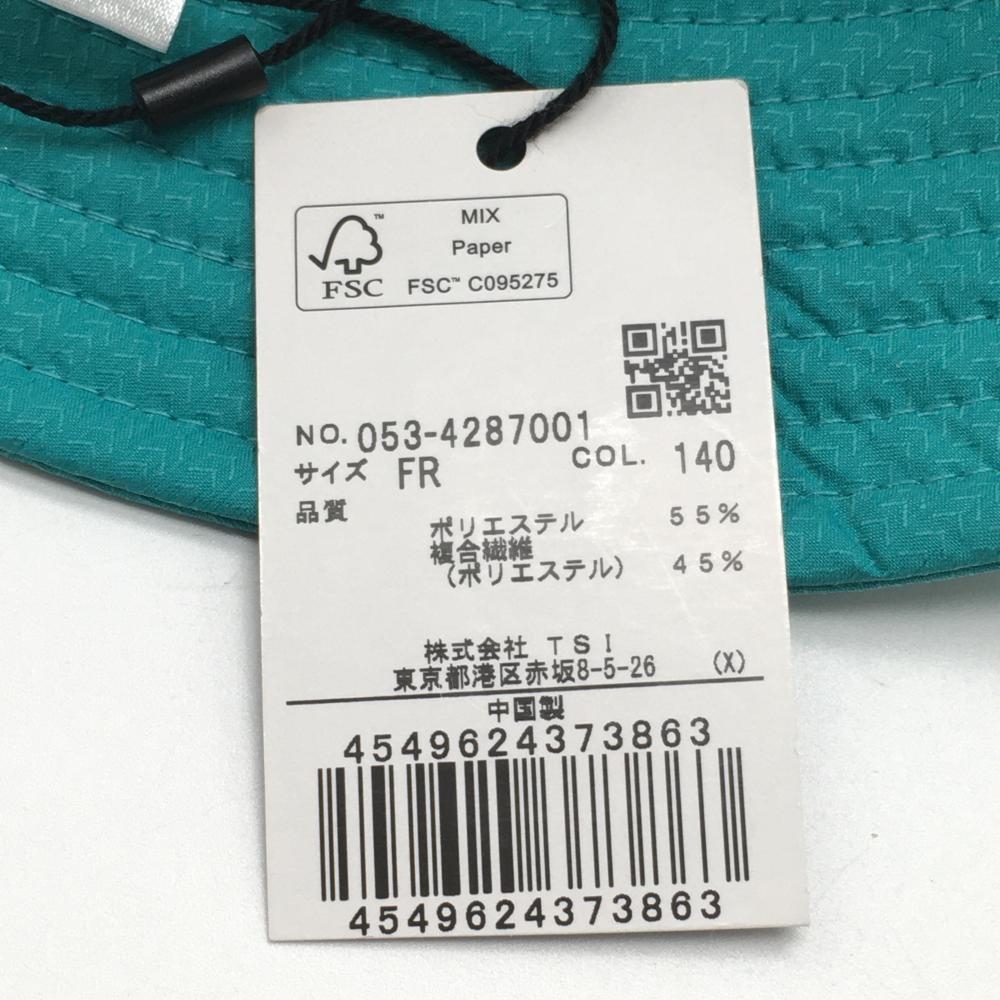 MIX
Paper
FSC™ C095275
FSC ™
NO. 053-4287001
サイズ FR COL. 140
品質
ポリエステル 55%
複合繊維
(ポリエステル) 45%
株式会社 TSI
東京都港区赤坂8-5-26 (X)
中国製
4549624373863
4549624373863